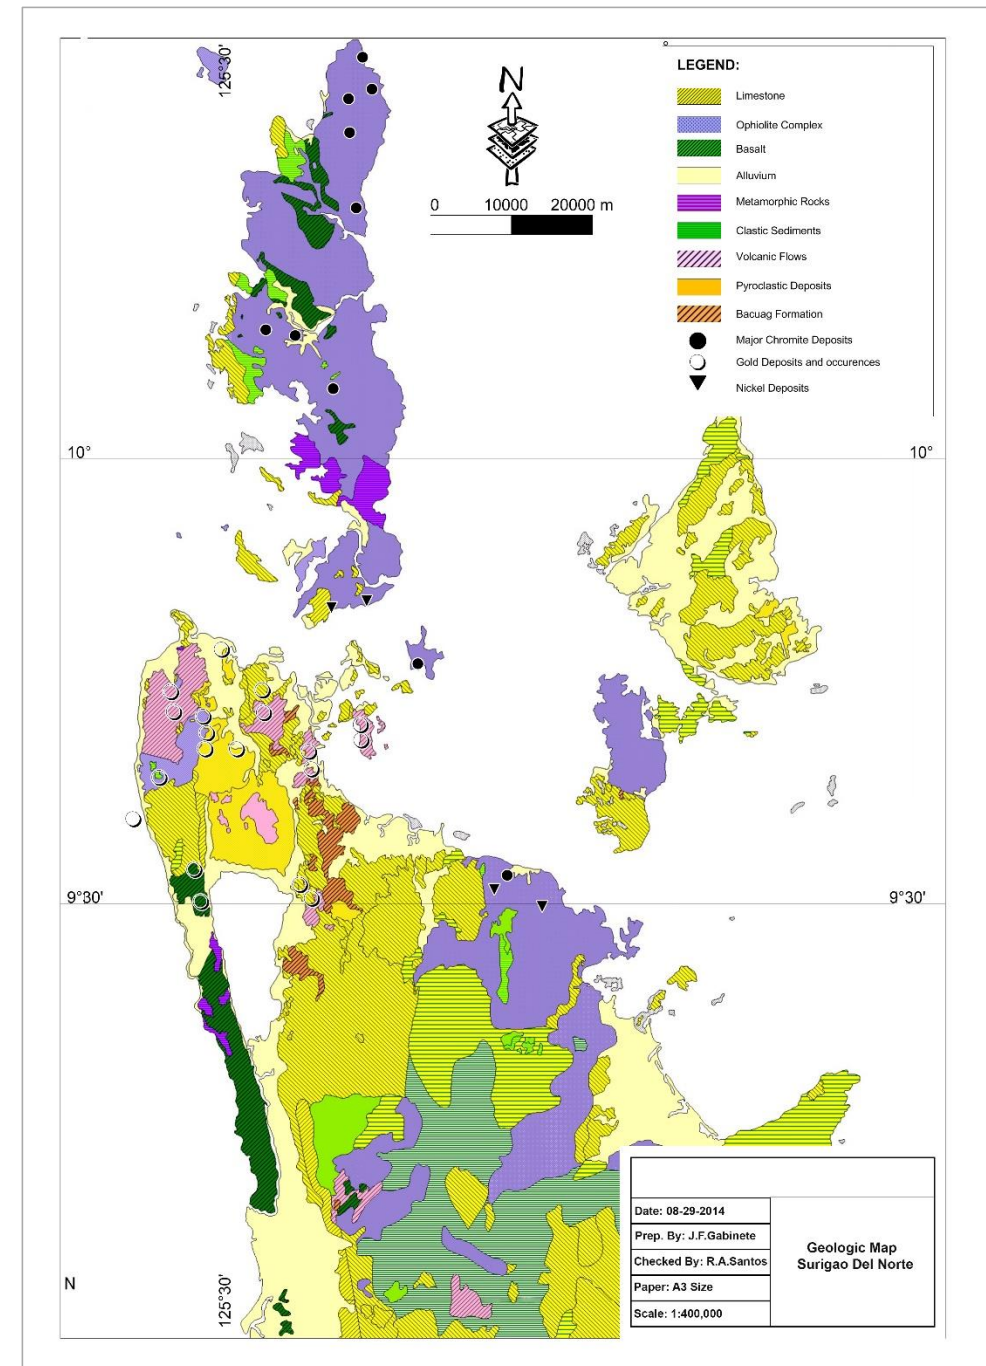 125°30'
N
0 10000 20000 m
LEGEND:
Limestone
Ophiolite Complex
Basalt
Alluvium
Metamorphic Rocks
Clastic Sediments
Volcanic Flows
Pyroclastic Deposits
Bacuag Formation
Major Chromite Deposits
Gold Deposits and occurences
Nickel Deposits
10° 10°
9°30' 9°30'
N
125°30'
Date: 08-29-2014
Prep. By: J.F.Gabinete
Checked By: R.A.Santos
Paper: A3 Size
Scale: 1:400,000
Geologic Map
Surigao Del Norte